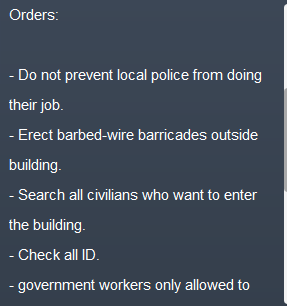 Orders:
- Do not prevent local police from doing
their job.
- Erect barbed-wire barricades outside
building.
- Search all civilians who want to enter
the building.
- Check all ID.
- government workers only allowed to